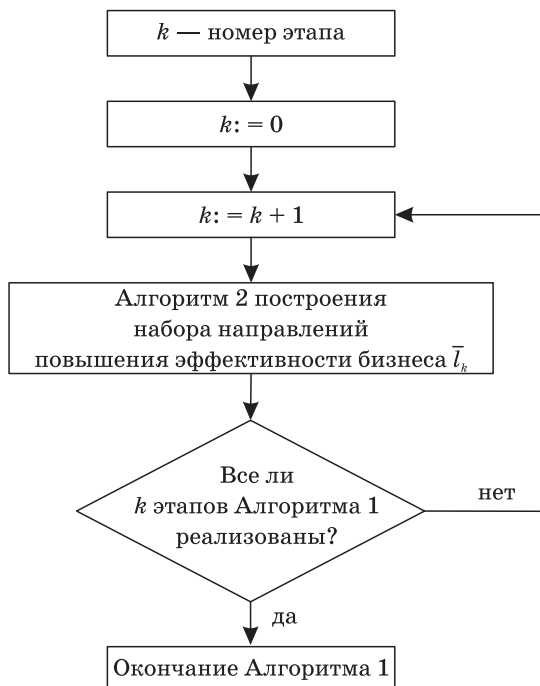 k — номер этапа
k: = 0
k: = k + 1
Алгоритм 2 построения
набора направлений
повышения эффективности бизнеса l̅ₖ
Все ли
k этапов Алгоритма 1
реализованы?
нет
да
Окончание Алгоритма 1